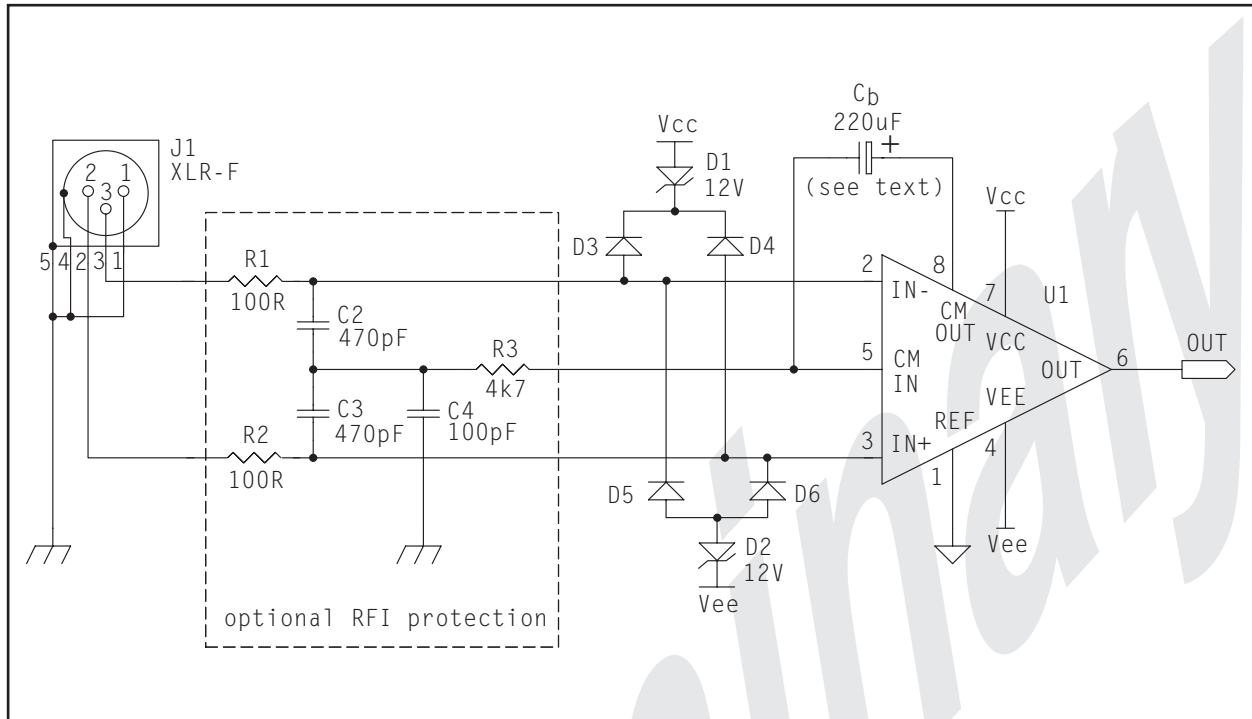 Cb
220uF
+
(see text)
Vcc
D1
12V
Vcc
J1
XLR-F
2 1
3
5 4 2 3 1
D3
D4
R1
100R
2
IN-
8
CM
OUT
7
VCC
U1
C2
470pF
R3
4k7
5
CM
IN
OUT
6
OUT
C3
470pF
C4
100pF
VEE
REF
R2
100R
3
IN+
1
4
D5
D6
D2
12V
Vee
Vee
optional RFI protection
inary